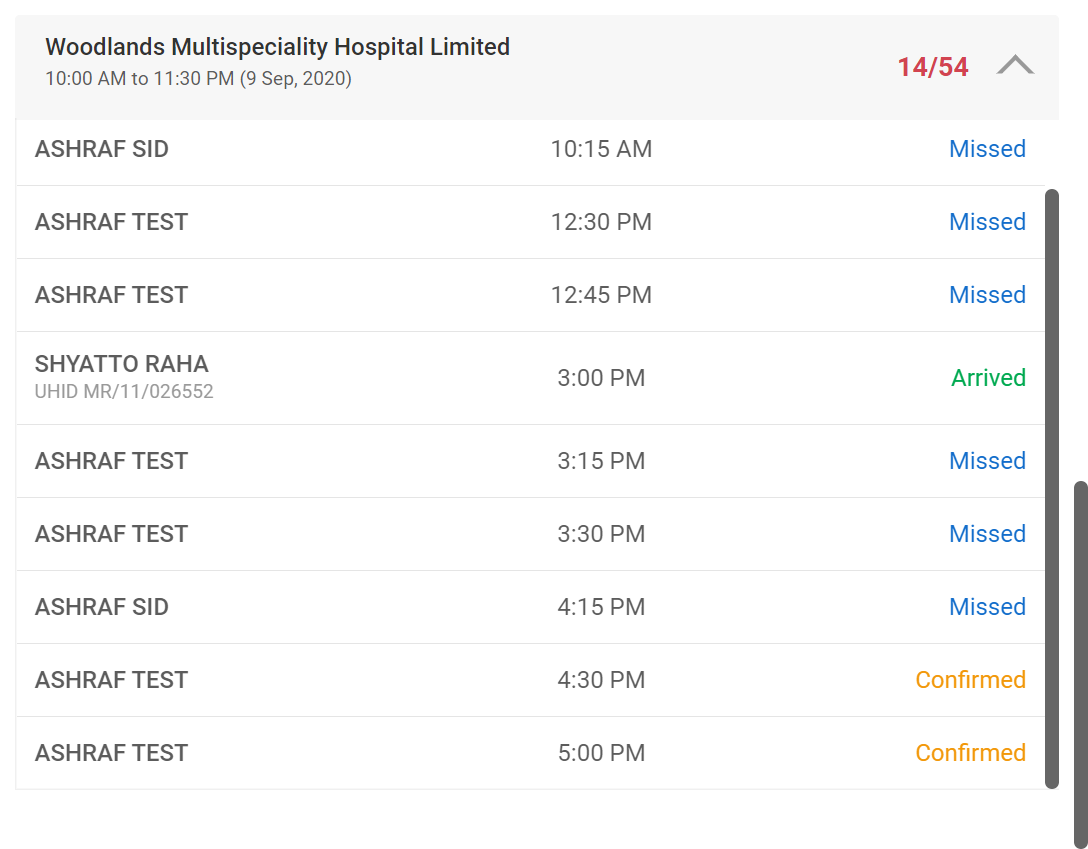 Woodlands Multispeciality Hospital Limited
10:00 AM to 11:30 PM (9 Sep, 2020)
14/54
ASHRAF SID 10:15 AM Missed
ASHRAF TEST 12:30 PM Missed
ASHRAF TEST 12:45 PM Missed
SHYATTO RAHA
UHID MR/11/026552
3:00 PM Arrived
ASHRAF TEST 3:15 PM Missed
ASHRAF TEST 3:30 PM Missed
ASHRAF SID 4:15 PM Missed
ASHRAF TEST 4:30 PM Confirmed
ASHRAF TEST 5:00 PM Confirmed